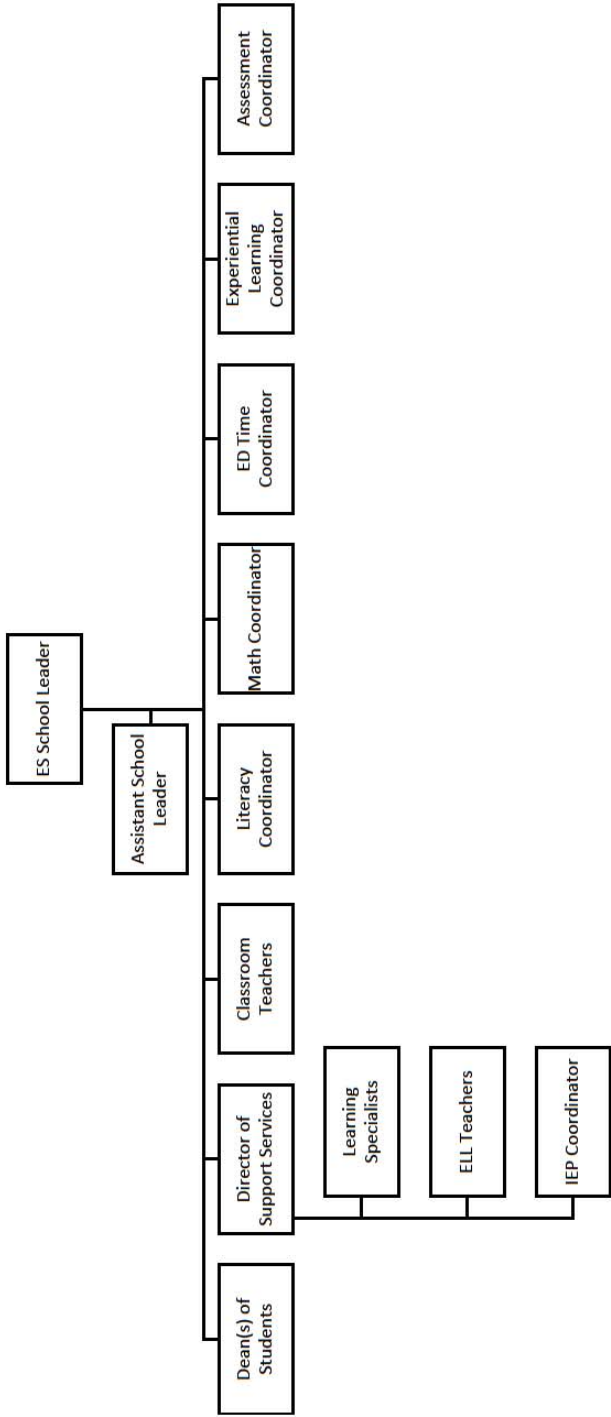 ES School Leader
Assistant School
Leader
Dean(s) of
Students
Director of
Support Services
Learning
Specialists
ELL Teachers
IEP Coordinator
Classroom
Teachers
Literacy
Coordinator
Math Coordinator
ED Time
Coordinator
Experiential
Learning
Coordinator
Assessment
Coordinator